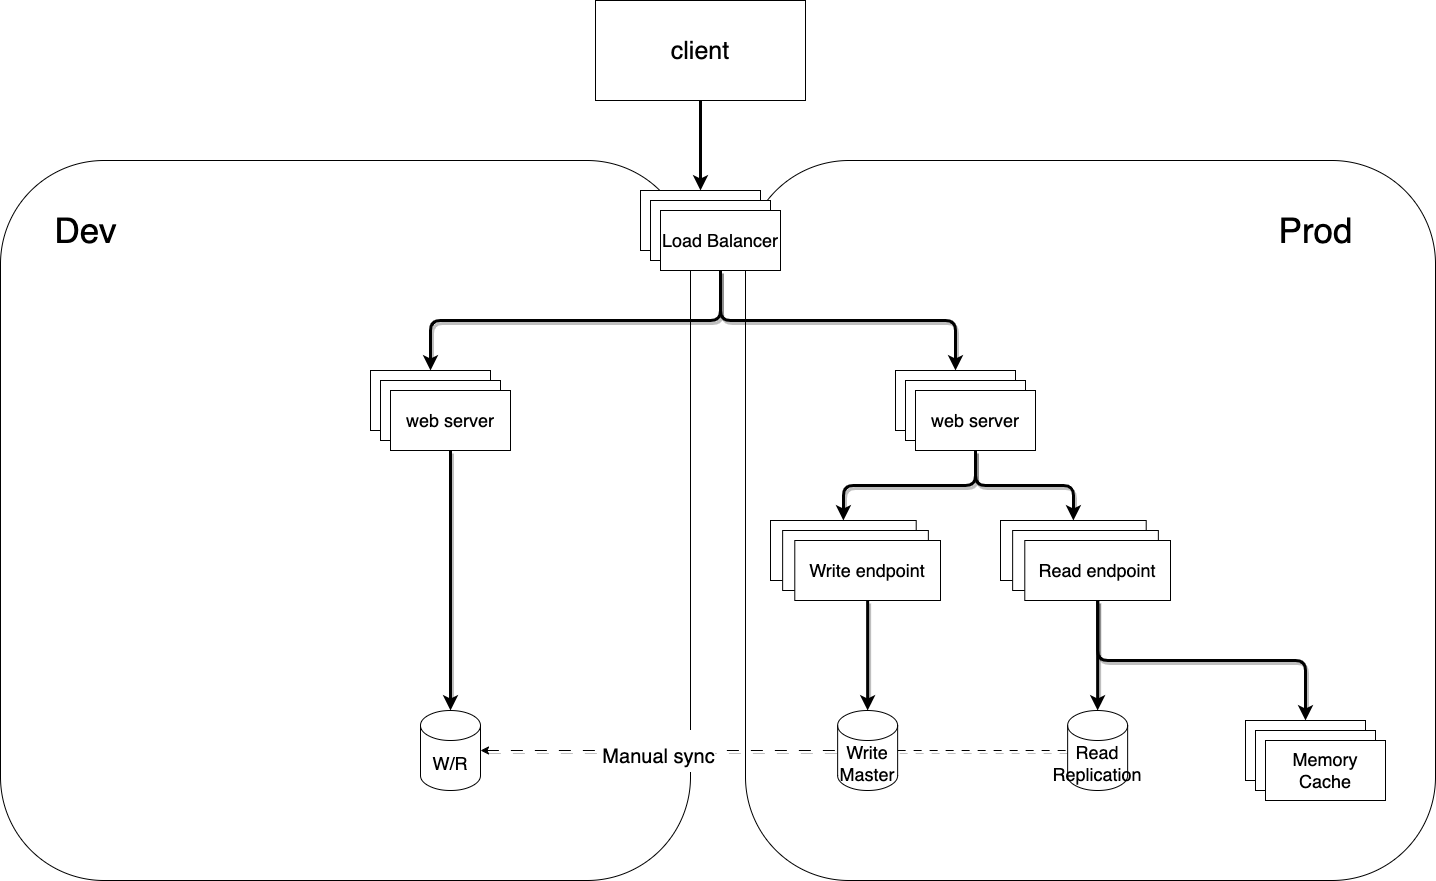 client
Dev
Prod
Load Balancer
web server
web server
Write endpoint
Read endpoint
W/R
Manual sync
Write
Master
Read
Replication
Memory
Cache